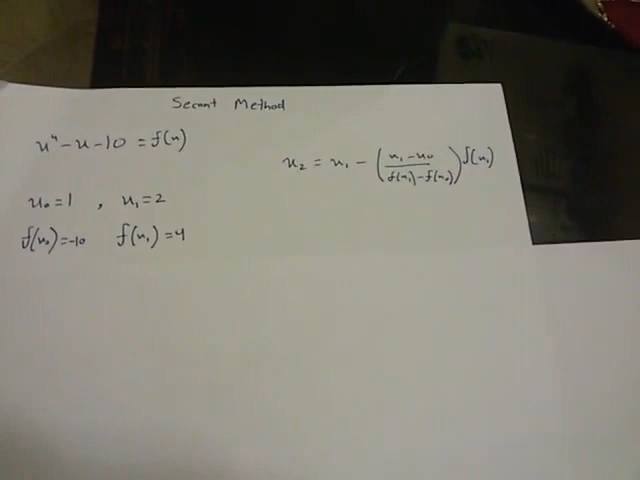 Secant Method
x⁴ - x - 10 = f(x)
x₂ = x₁ - ((x₁ - x₀)/(f(x₁) - f(x₀))) f(x₁)
x₀ = 1 , x₁ = 2
f(x₀) = -10 f(x₁) = 4